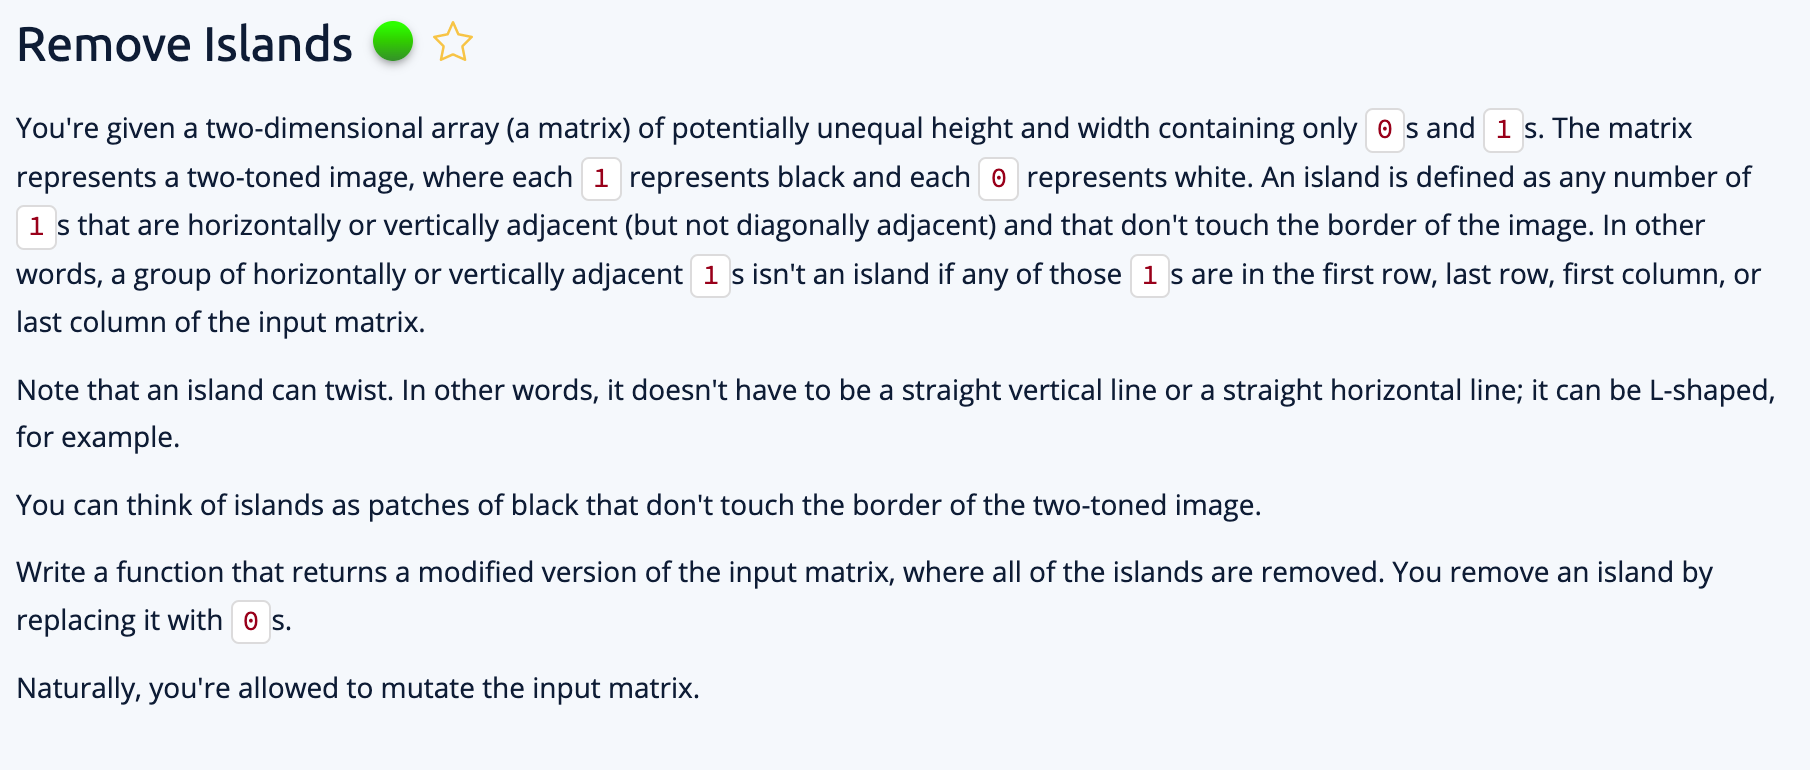 Remove Islands
You're given a two-dimensional array (a matrix) of potentially unequal height and width containing only 0 s and 1 s. The matrix
represents a two-toned image, where each 1 represents black and each 0 represents white. An island is defined as any number of
1 s that are horizontally or vertically adjacent (but not diagonally adjacent) and that don't touch the border of the image. In other
words, a group of horizontally or vertically adjacent 1 s isn't an island if any of those 1 s are in the first row, last row, first column, or
last column of the input matrix.
Note that an island can twist. In other words, it doesn't have to be a straight vertical line or a straight horizontal line; it can be L-shaped,
for example.
You can think of islands as patches of black that don't touch the border of the two-toned image.
Write a function that returns a modified version of the input matrix, where all of the islands are removed. You remove an island by
replacing it with 0 s.
Naturally, you're allowed to mutate the input matrix.